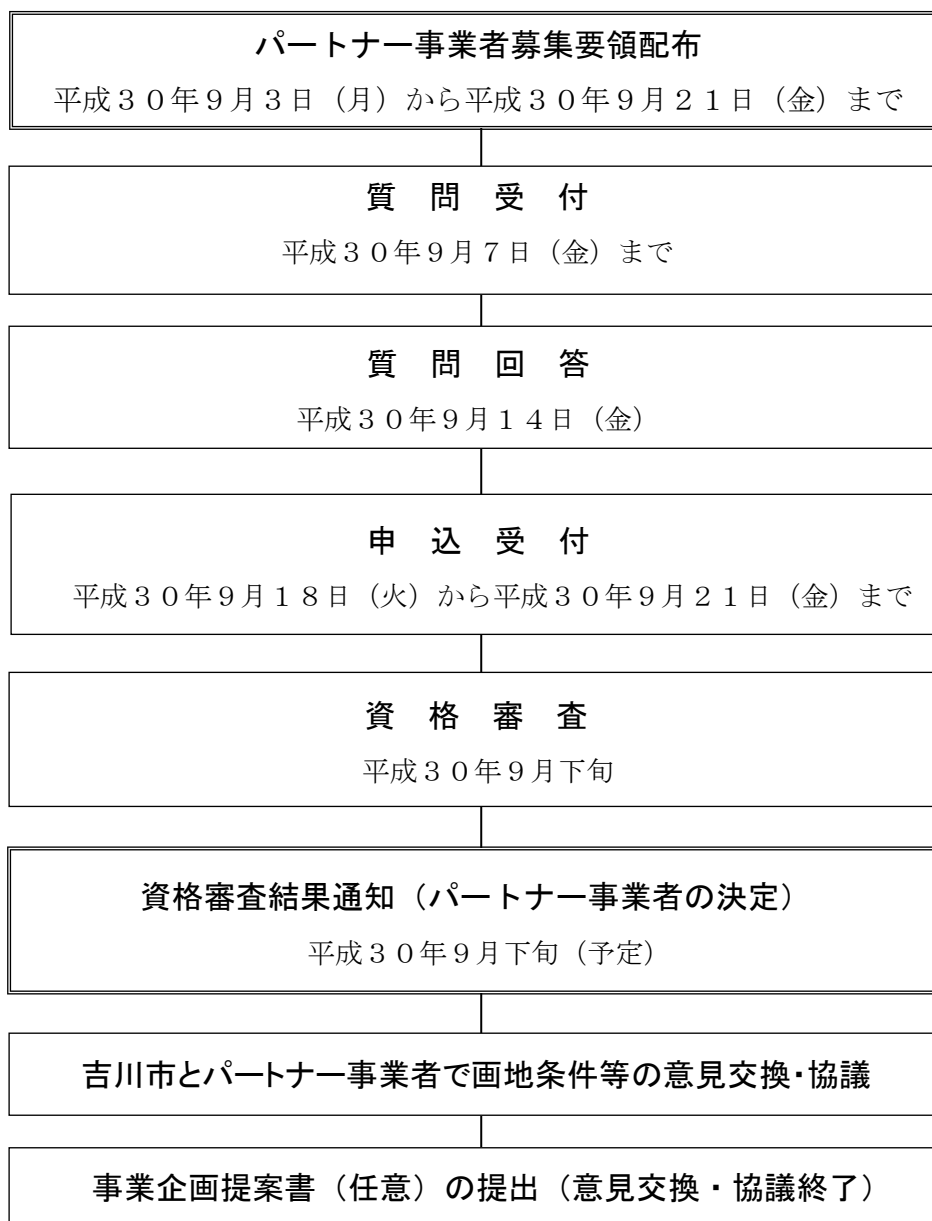 パートナー事業者募集要領配布
平成３０年９月３日（月）から平成３０年９月２１日（金）まで
質　問　受　付
平成３０年９月７日（金）まで
質　問　回　答
平成３０年９月１４日（金）
申　込　受　付
平成３０年９月１８日（火）から平成３０年９月２１日（金）まで
資　格　審　査
平成３０年９月下旬
資格審査結果通知（パートナー事業者の決定）
平成３０年９月下旬（予定）
吉川市とパートナー事業者で画地条件等の意見交換・協議
事業企画提案書（任意）の提出（意見交換・協議終了）